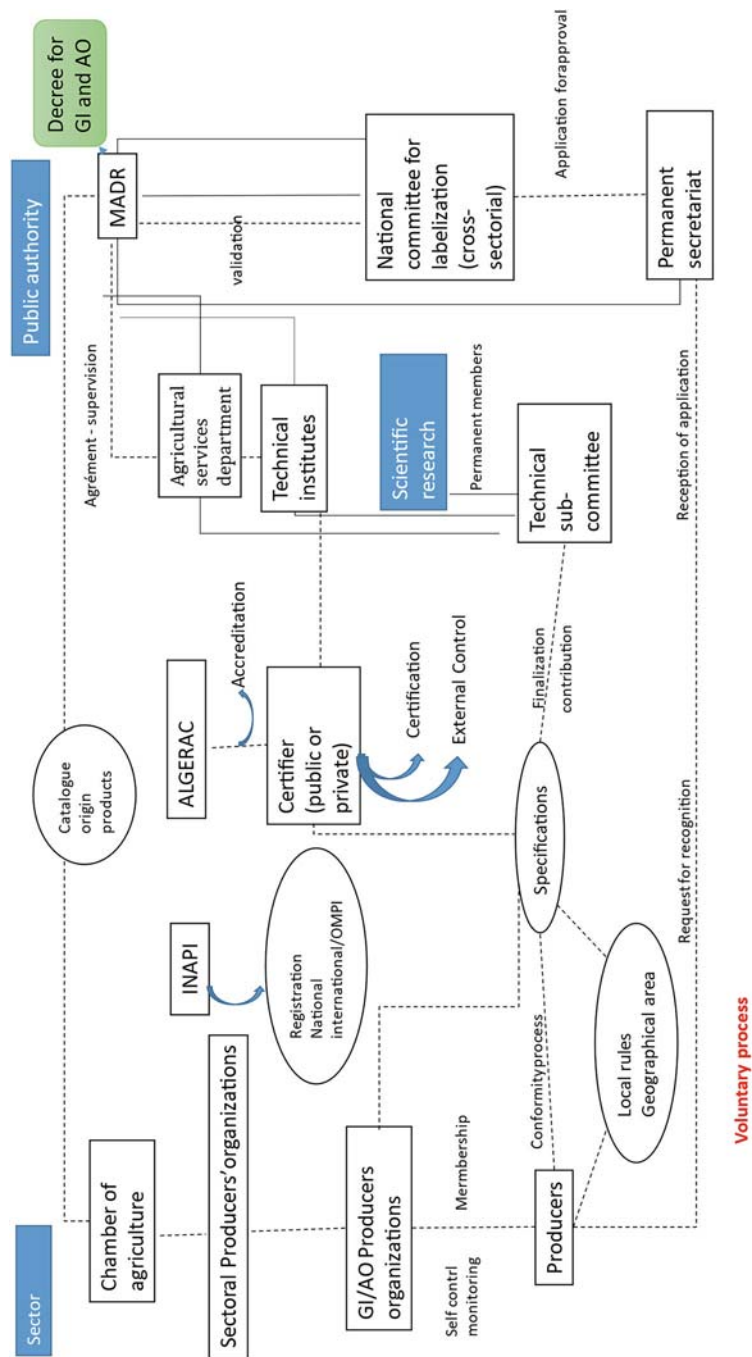 Sector
Public authority
Decree for
GI and AO
Chamber of
agriculture
Catalogue
origin
products
MADR
Agrément - supervision
Sectoral Producers'organizations
INAPI
ALGERAC
Accreditation
Agricultural
services
department
validation
Registration
National
international/OMPI
Certifier
(public or
private)
Technical
institutes
GI/AO Producers
organizations
Certification
External Control
Scientific
research
National
committee for
labelization
(cross-
sectorial)
Self contrl
monitoring
Mermbership
Permanent members
Application forapproval
Producers
Conformity process
Specifications
Finalization
contribution
Technical
sub-
committee
Local rules
Geographical area
Permanent
secretariat
Request for recognition
Reception of application
Voluntary process